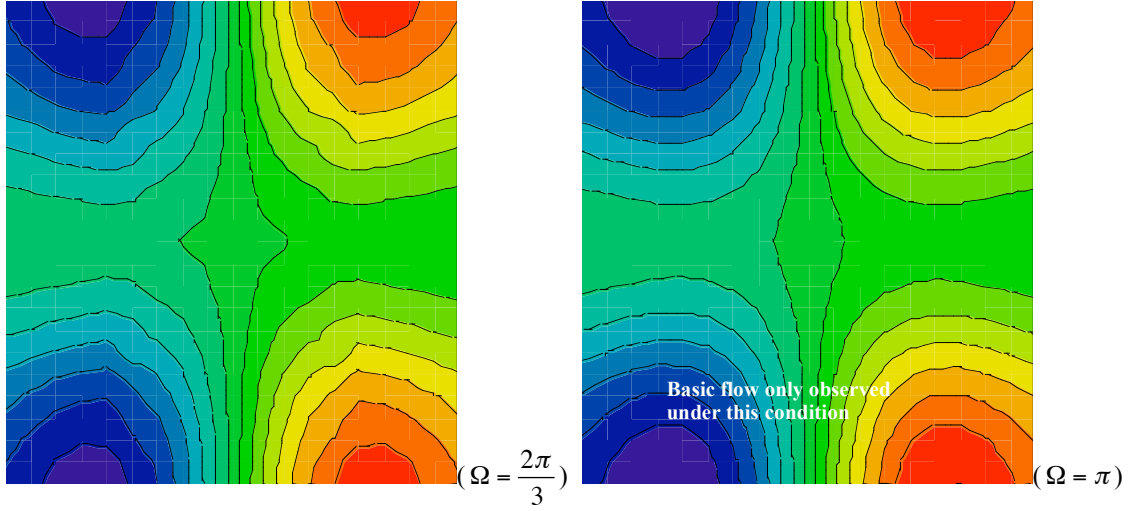 Basic flow only observed
under this condition
(Ω = 2π/3)
(Ω = π)